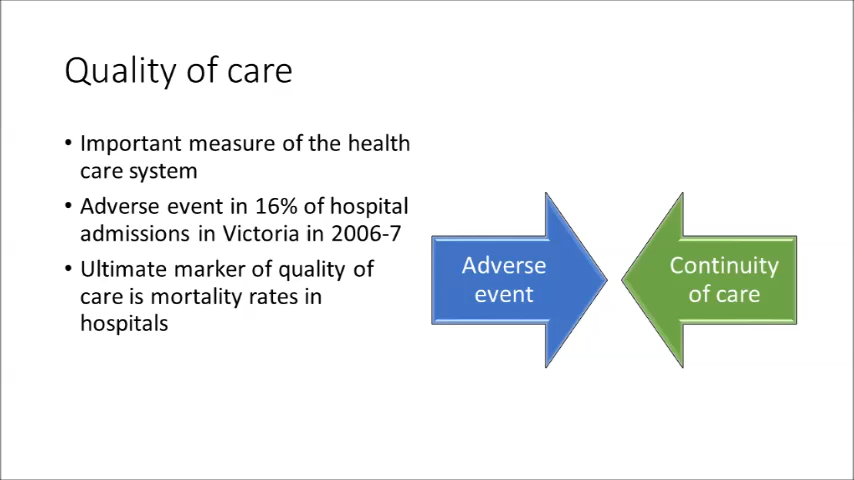 Quality of care
• Important measure of the health
care system
• Adverse event in 16% of hospital
admissions in Victoria in 2006-7
• Ultimate marker of quality of
care is mortality rates in
hospitals
Adverse
event
Continuity
of care